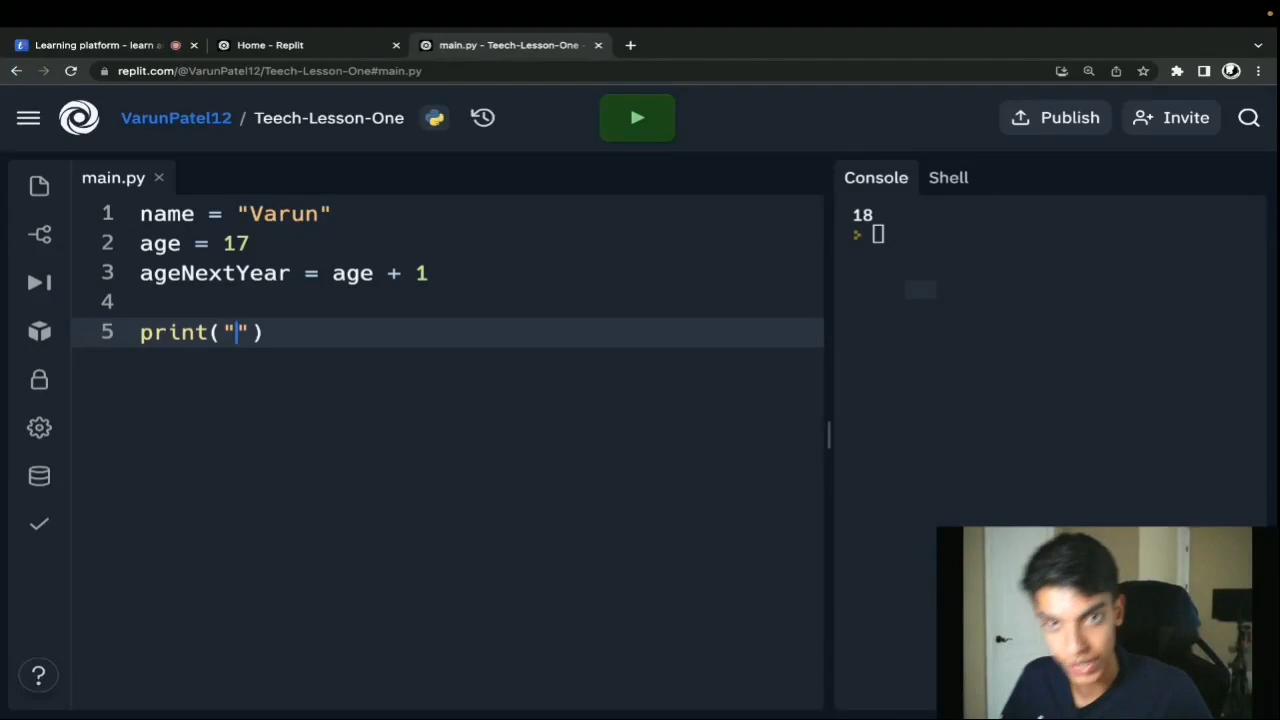 Learning platform - learn a
Home - Replit
main.py - Teech-Lesson-One -
replit.com/@VarunPatel12/Teech-Lesson-One#main.py
VarunPatel12 / Teech-Lesson-One
Publish
Invite
main.py
Console
Shell
1 name = "Varun"
2 age = 17
3 ageNextYear = age + 1
4
5 print("")
18
?